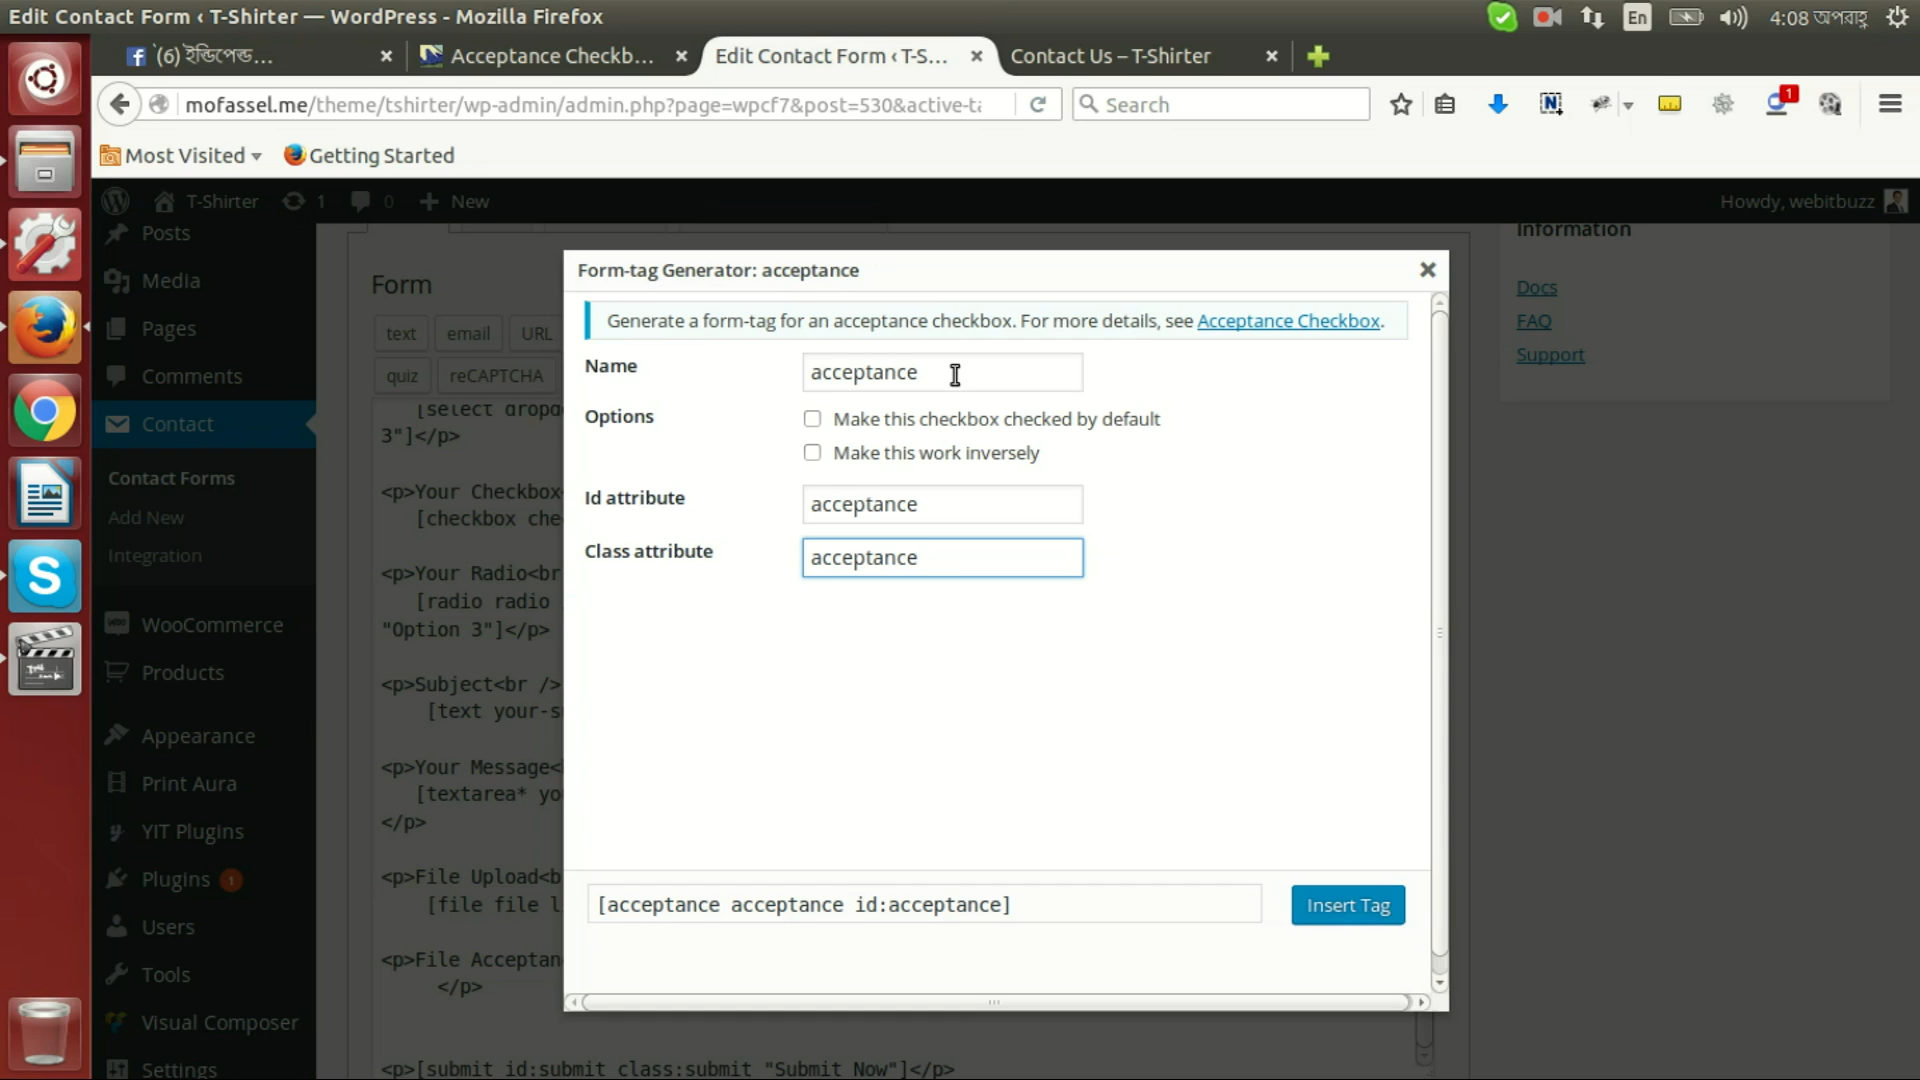 Edit Contact Form ‹ T-Shirter — WordPress - Mozilla Firefox
En
4:08 অপরাহ্ণ
(6) ইন্ডিপেন্ড...
Acceptance Checkb...
Edit Contact Form ‹ T-S...
Contact Us – T-Shirter
mofassel.me/theme/tshirter/wp-admin/admin.php?page=wpcf7&post=530&active-ta
Search
1
Most Visited
Getting Started
T-Shirter
1
0
New
Howdy, webitbuzz
Posts
Media
Pages
Comments
Contact
Contact Forms
Add New
Integration
WooCommerce
Products
Appearance
Print Aura
YIT Plugins
Plugins 1
Users
Tools
Visual Composer
Settings
Form
text
email
URL
quiz
reCAPTCHA
[select dropd
3"]</p>
<p>Your Checkbox
[checkbox che
<p>Your Radio<br
[radio radio
"Option 3"]</p>
<p>Subject<br />
[text your-s
<p>Your Message<
[textarea* yo
</p>
<p>File Upload<b
[file file l
<p>File Acceptan
</p>
<p>[submit id:submit class:submit "Submit Now"]</p>
Form-tag Generator: acceptance
Generate a form-tag for an acceptance checkbox. For more details, see Acceptance Checkbox.
Name
acceptance
Options
Make this checkbox checked by default
Make this work inversely
Id attribute
acceptance
Class attribute
acceptance
[acceptance acceptance id:acceptance]
Insert Tag
Information
Docs
FAQ
Support